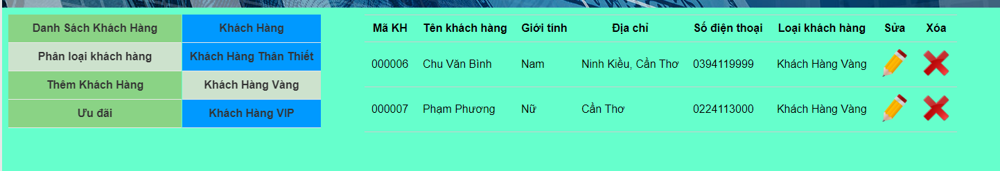 Danh Sách Khách Hàng
Phân loại khách hàng
Thêm Khách Hàng
Ưu đãi
Khách Hàng
Khách Hàng Thân Thiết
Khách Hàng Vàng
Khách Hàng VIP
Mã KH Tên khách hàng Giới tính Địa chỉ Số điện thoại Loại khách hàng Sửa Xóa
000006 Chu Văn Bình Nam Ninh Kiều, Cần Thơ 0394119999 Khách Hàng Vàng
000007 Phạm Phương Nữ Cần Thơ 0224113000 Khách Hàng Vàng